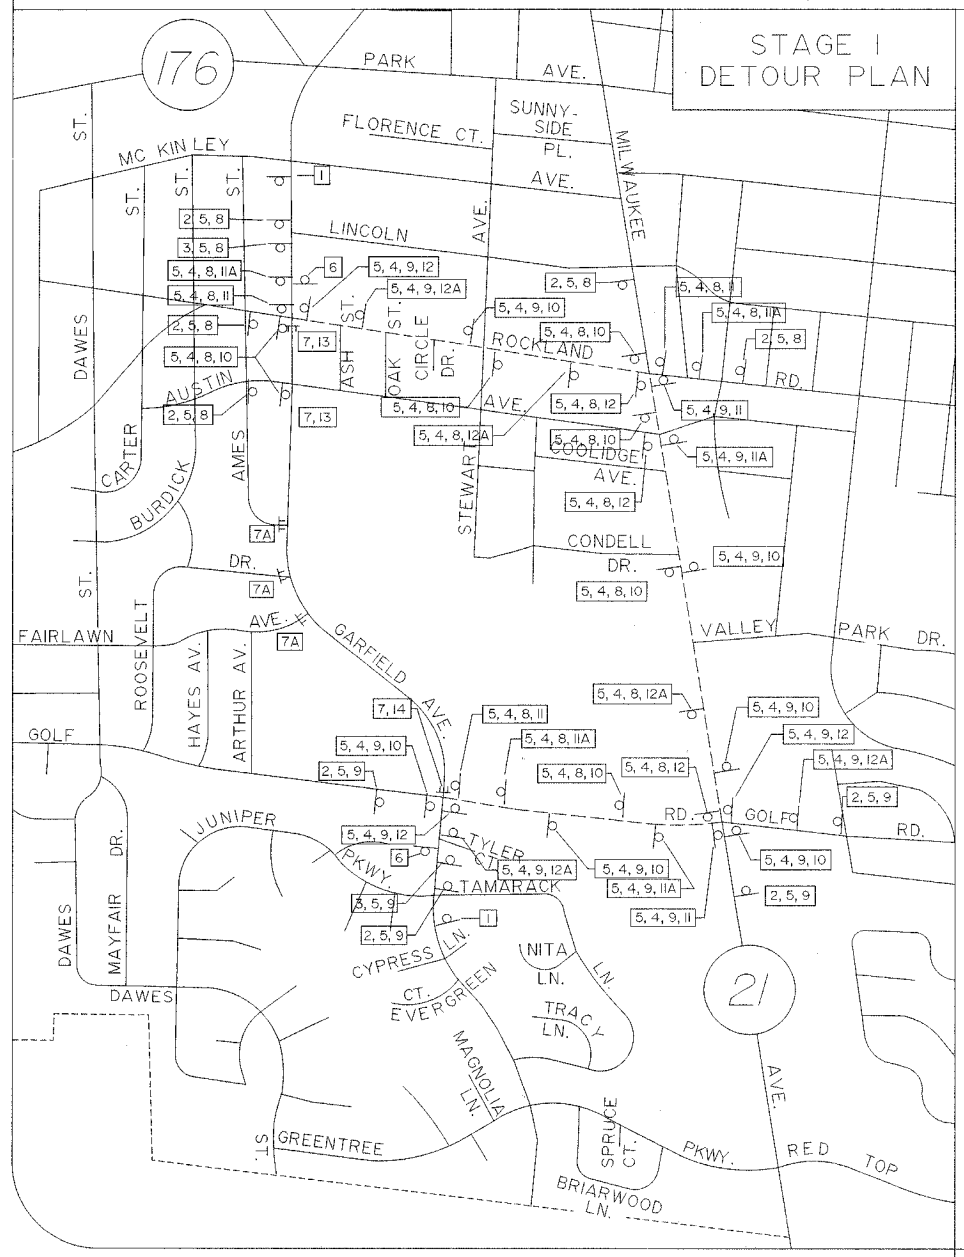 STAGE 1
DETOUR PLAN
176
PARK
AVE.
ST.
SUNNY-
SIDE
PL.
FLORENCE CT.
MILWAUKEE
MC KINLEY
AVE.
ST.
ST.
ST.
1
AVE.
2, 5, 8
LINCOLN
3, 5, 8
5, 4, 8, 11A
6
5, 4, 9, 12
5, 4, 9, 12A
2, 5, 8
5, 4, 8, 11
5, 4, 8, 11
ST.
ST.
5, 4, 9, 10
5, 4, 8, 11A
2, 5, 8
7, 13
5, 4, 8, 10
2, 5, 8
DAWES
ROCKLAND
RD.
5, 4, 8, 10
ASH
OAK
CIRCLE
DR.
AUSTIN
AVE.
2, 5, 8
7, 13
5, 4, 8, 10
5, 4, 8, 12
5, 4, 9, 11
5, 4, 8, 12A
5, 4, 8, 10
COOLIDGE
AVE.
5, 4, 9, 11A
CARTER
BURDICK
AMES
STEWART
5, 4, 8, 12
7A
CONDELL
DR.
5, 4, 9, 10
DR.
7A
5, 4, 8, 10
ST.
AVE.
7A
FAIRLAWN
ROOSEVELT
HAYES AV.
ARTHUR AV.
GARFIELD
AVE.
VALLEY
PARK DR.
5, 4, 8, 12A
7, 14
5, 4, 8, 11
5, 4, 9, 10
GOLF
5, 4, 9, 10
5, 4, 8, 11A
5, 4, 9, 12
5, 4, 9, 12A
2, 5, 9
5, 4, 8, 10
5, 4, 8, 12
2, 5, 9
RD.
GOLF
RD.
JUNIPER
PKWY
5, 4, 9, 12
TYLER
CT.
6
5, 4, 9, 12A
5, 4, 9, 10
5, 4, 9, 10
TAMARACK
5, 4, 9, 11A
3, 5, 9
2, 5, 9
1
5, 4, 9, 11
2, 5, 9
DAWES
MAYFAIR DR.
CYPRESS LN.
NITA
LN.
LN.
21
DAWES
CT.
EVERGREEN
TRACY
LN.
MAGNOLIA
LN.
AVE.
ST
GREENTREE
SPRUCE
CT.
PKWY.
RED TOP
BRIARWOOD
LN.